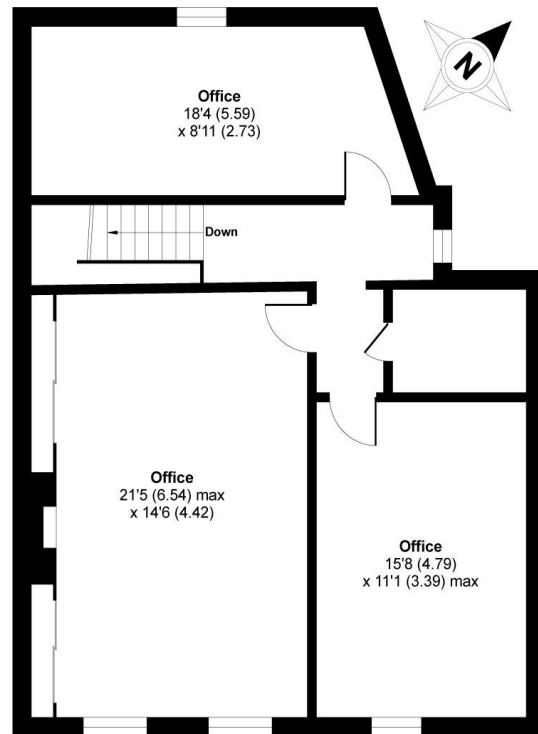 Office
18'4 (5.59)
x 8'11 (2.73)
N
Down
Office
21'5 (6.54) max
x 14'6 (4.42)
Office
15'8 (4.79)
x 11'1 (3.39) max